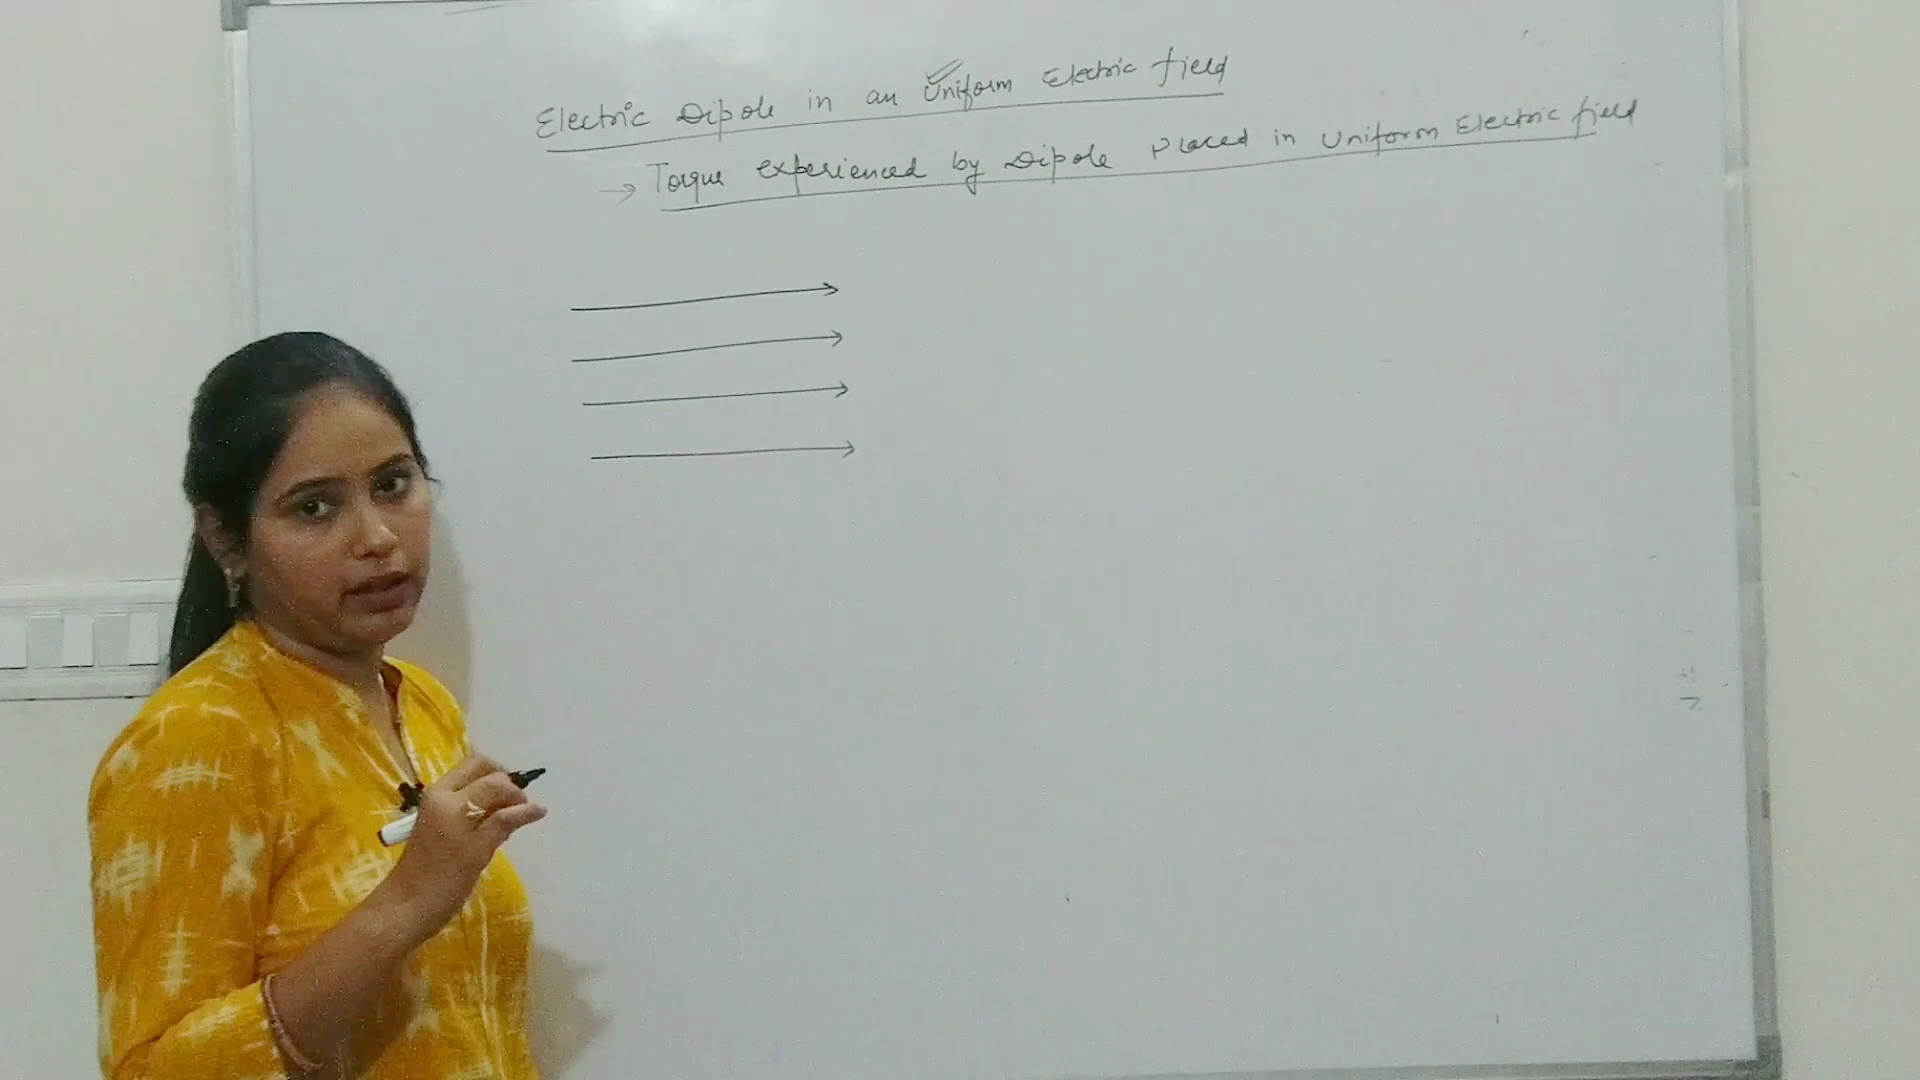 Electric Dipole in an Uniform Electric field
→ Torque experienced by Dipole Placed in Uniform Electric field